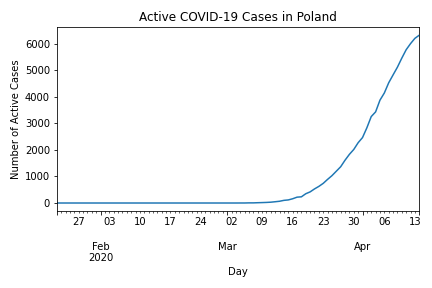 Active COVID-19 Cases in Poland
Number of Active Cases
6000
5000
4000
3000
2000
1000
0
27 03 10 17 24 02 09 16 23 30 06 13
Feb Mar Apr
2020
Day